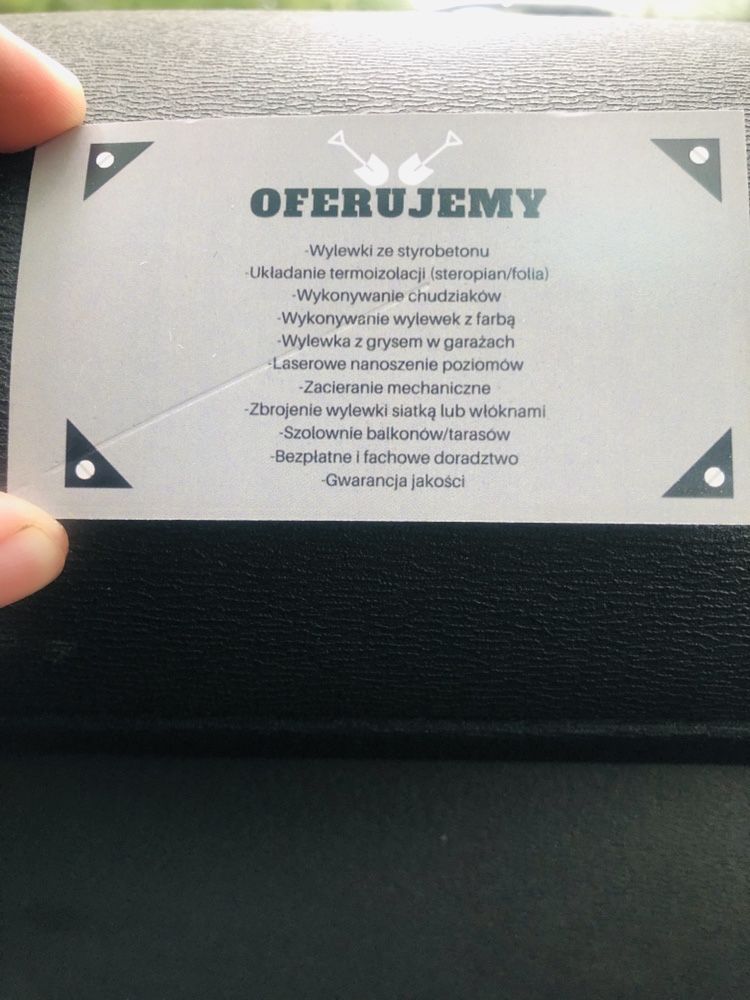 OFERUJEMY
-Wylewki ze styrobetonu
-Układanie termoizolacji (steropian/folia)
-Wykonywanie chudziaków
-Wykonywanie wylewek z farbą
-Wylewka z grysem w garażach
-Laserowe nanoszenie poziomów
-Zacieranie mechaniczne
-Zbrojenie wylewki siatką lub włóknami
-Szolownie balkonów/tarasów
-Bezpłatne i fachowe doradztwo
-Gwarancja jakości